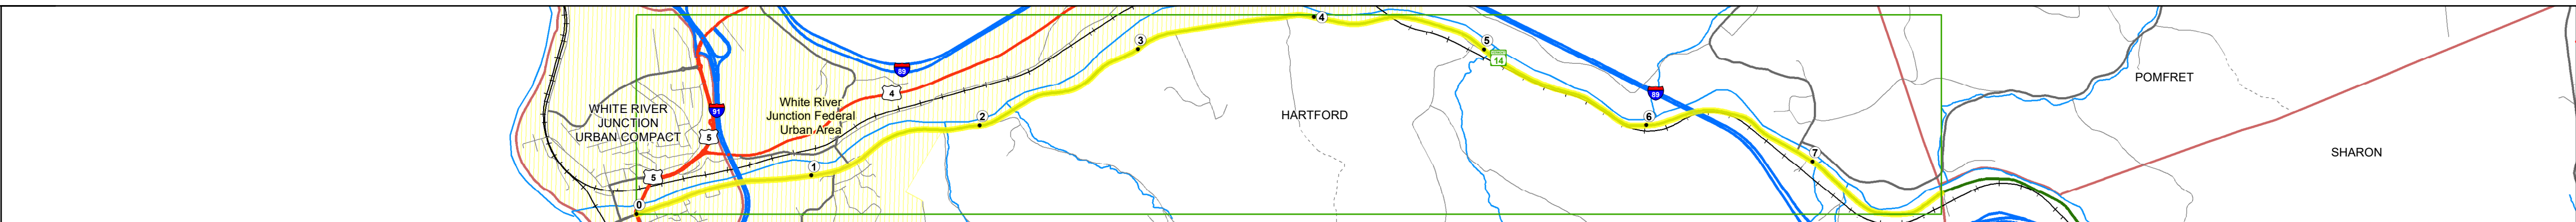 4
3
5
14
89
4
89
POMFRET
WHITE RIVER
JUNCTION
URBAN COMPACT
91
5
White River
Junction Federal
Urban Area
2
HARTFORD
6
7
SHARON
1
5
0